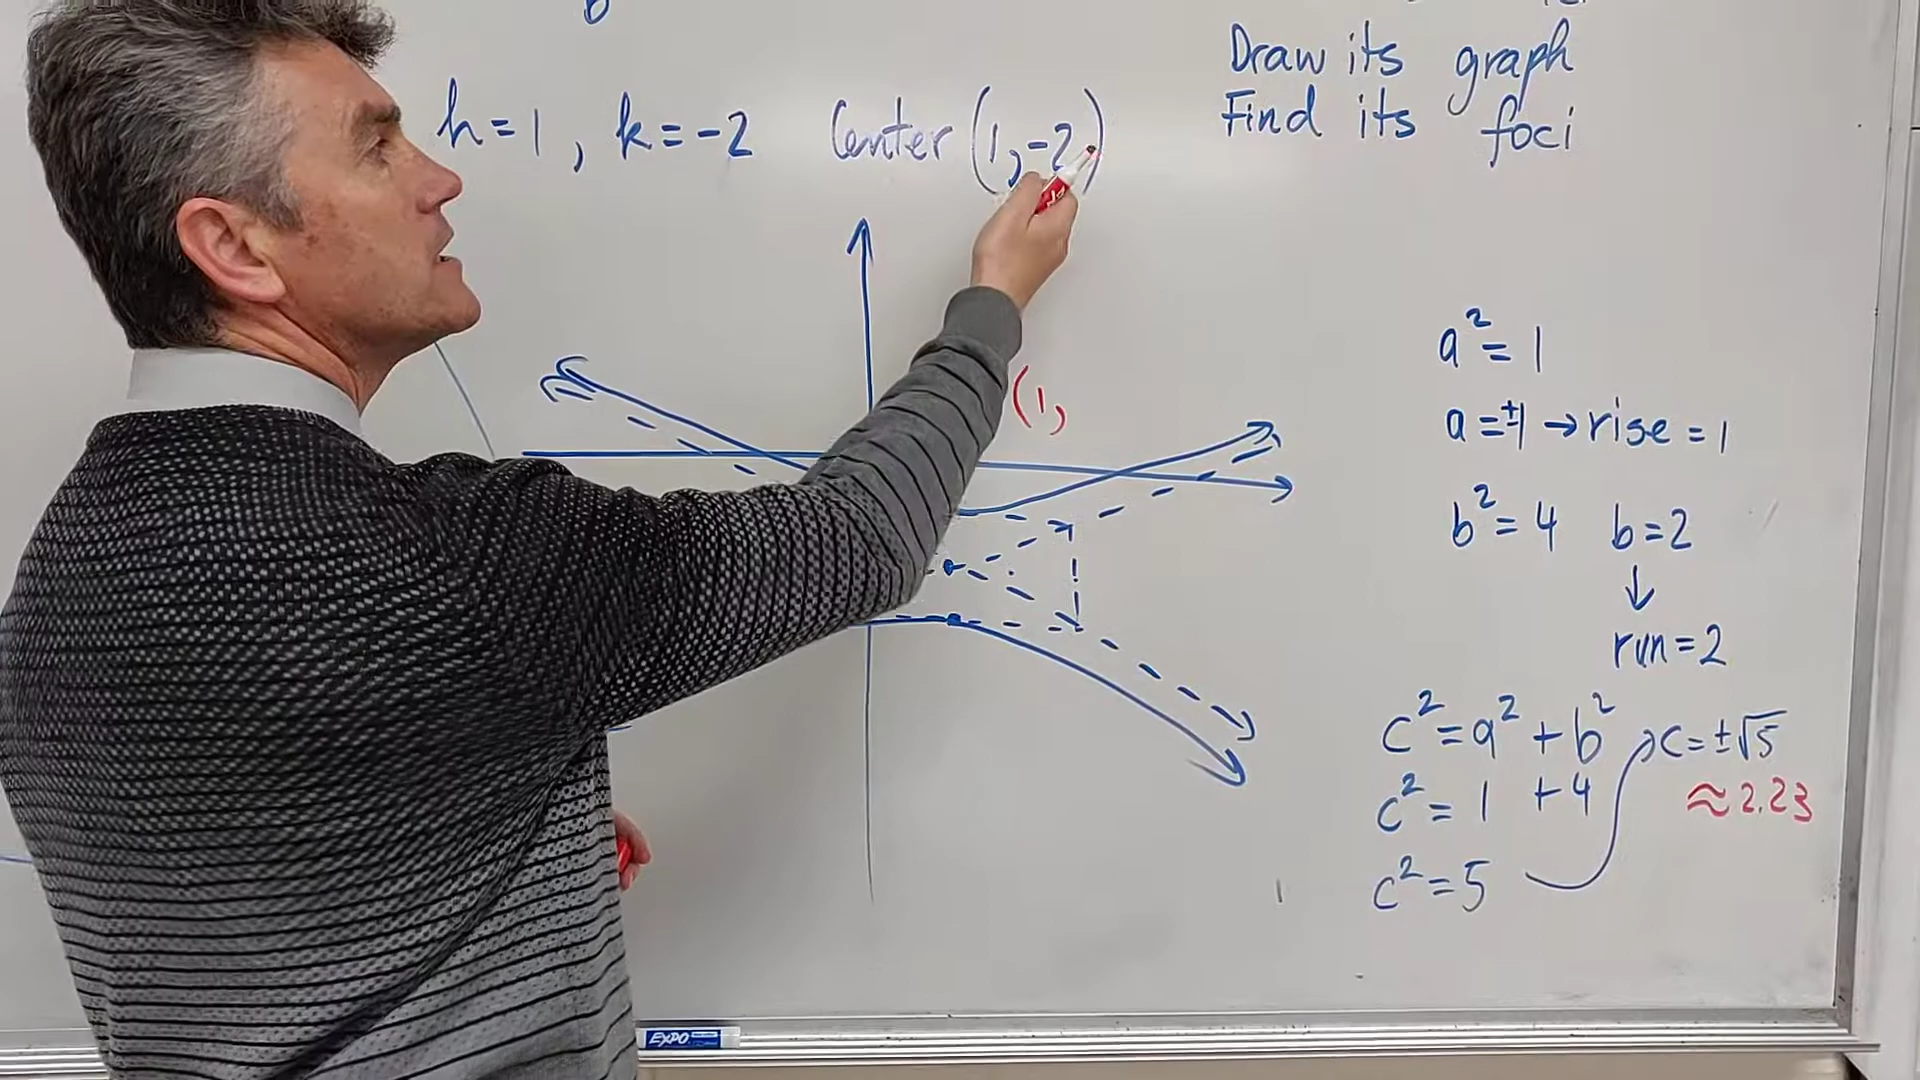 h=1, k=-2 Center (1,-2)
Draw its graph
Find its foci
(1,
a²=1
a=±1→rise=1
b²=4 b=2
↓
run=2
c²=a²+b²
c=±√5
c²=1+4
≈2.23
c²=5
EXPO